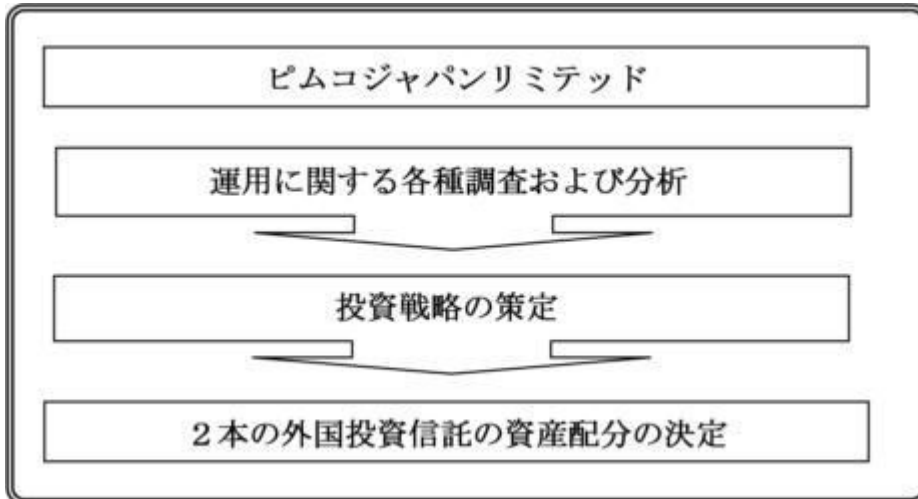 ピムコジャパンリミテッド
運用に関する各種調査および分析
投資戦略の策定
２本の外国投資信託の資産配分の決定